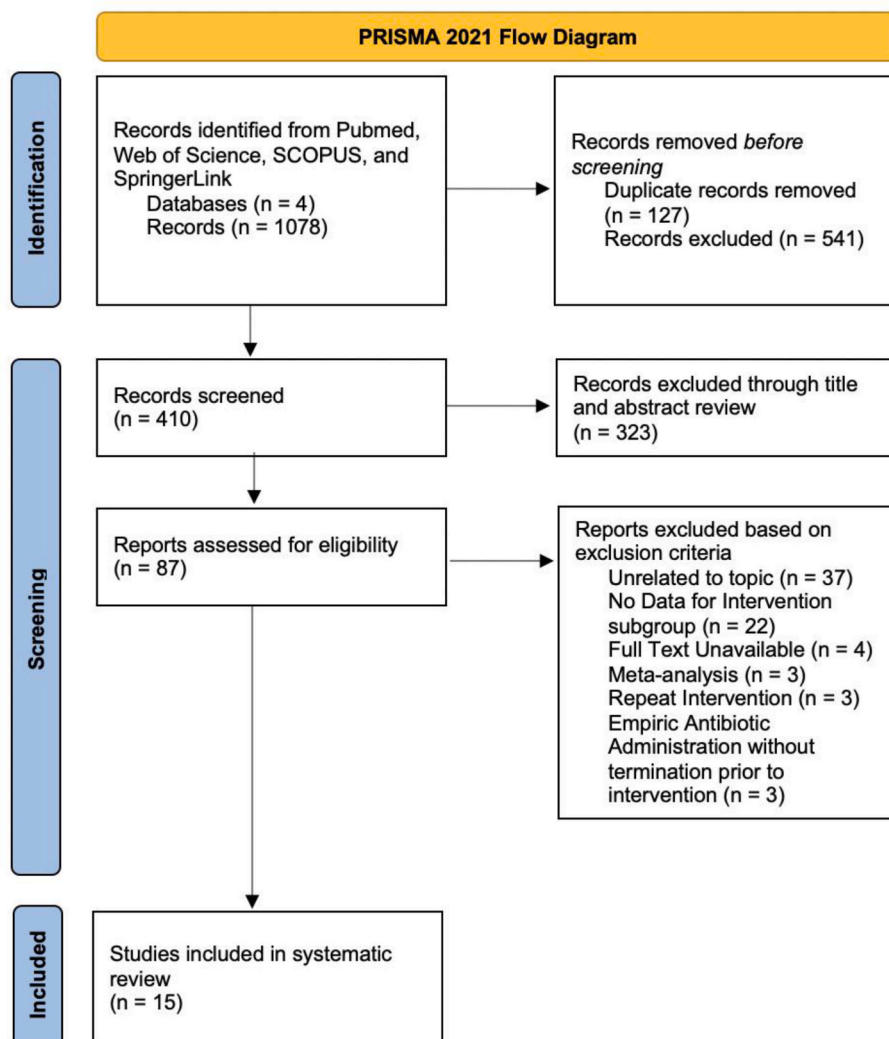 PRISMA 2021 Flow Diagram
Identification
Records identified from Pubmed,
Web of Science, SCOPUS, and
SpringerLink
Databases (n = 4)
Records (n = 1078)
Records removed before
screening
Duplicate records removed
(n = 127)
Records excluded (n = 541)
Screening
Records screened
(n = 410)
Records excluded through title
and abstract review
(n = 323)
Reports assessed for eligibility
(n = 87)
Reports excluded based on
exclusion criteria
Unrelated to topic (n = 37)
No Data for Intervention
subgroup (n = 22)
Full Text Unavailable (n = 4)
Meta-analysis (n = 3)
Repeat Intervention (n = 3)
Empiric Antibiotic
Administration without
termination prior to
intervention (n = 3)
Included
Studies included in systematic
review
(n = 15)